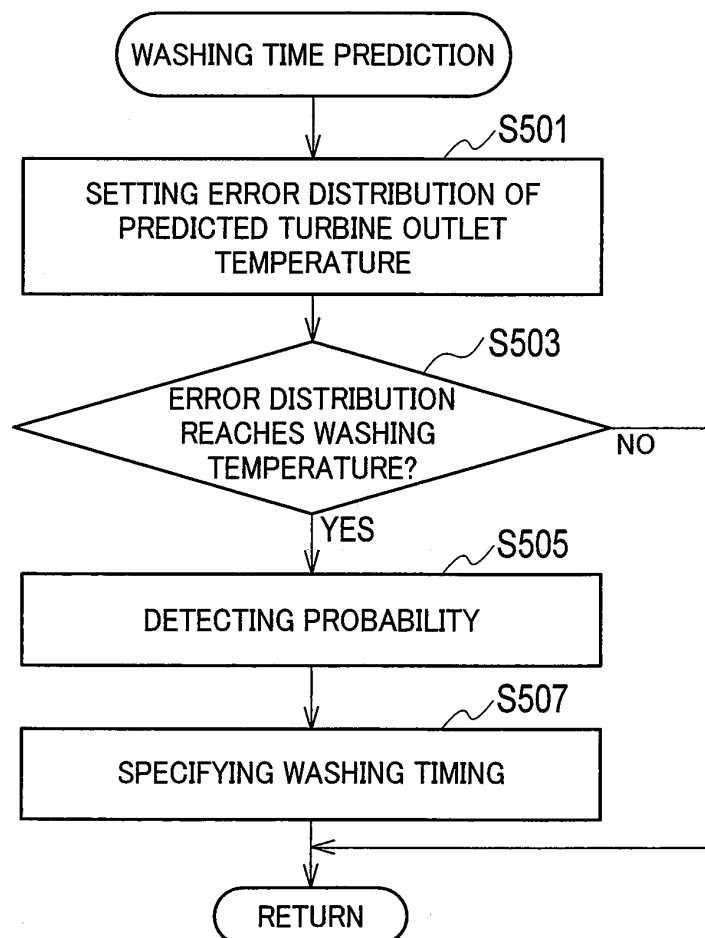 WASHING TIME PREDICTION
S501
SETTING ERROR DISTRIBUTION OF
PREDICTED TURBINE OUTLET
TEMPERATURE
S503
ERROR DISTRIBUTION
REACHES WASHING
TEMPERATURE?
NO
YES
S505
DETECTING PROBABILITY
S507
SPECIFYING WASHING TIMING
RETURN